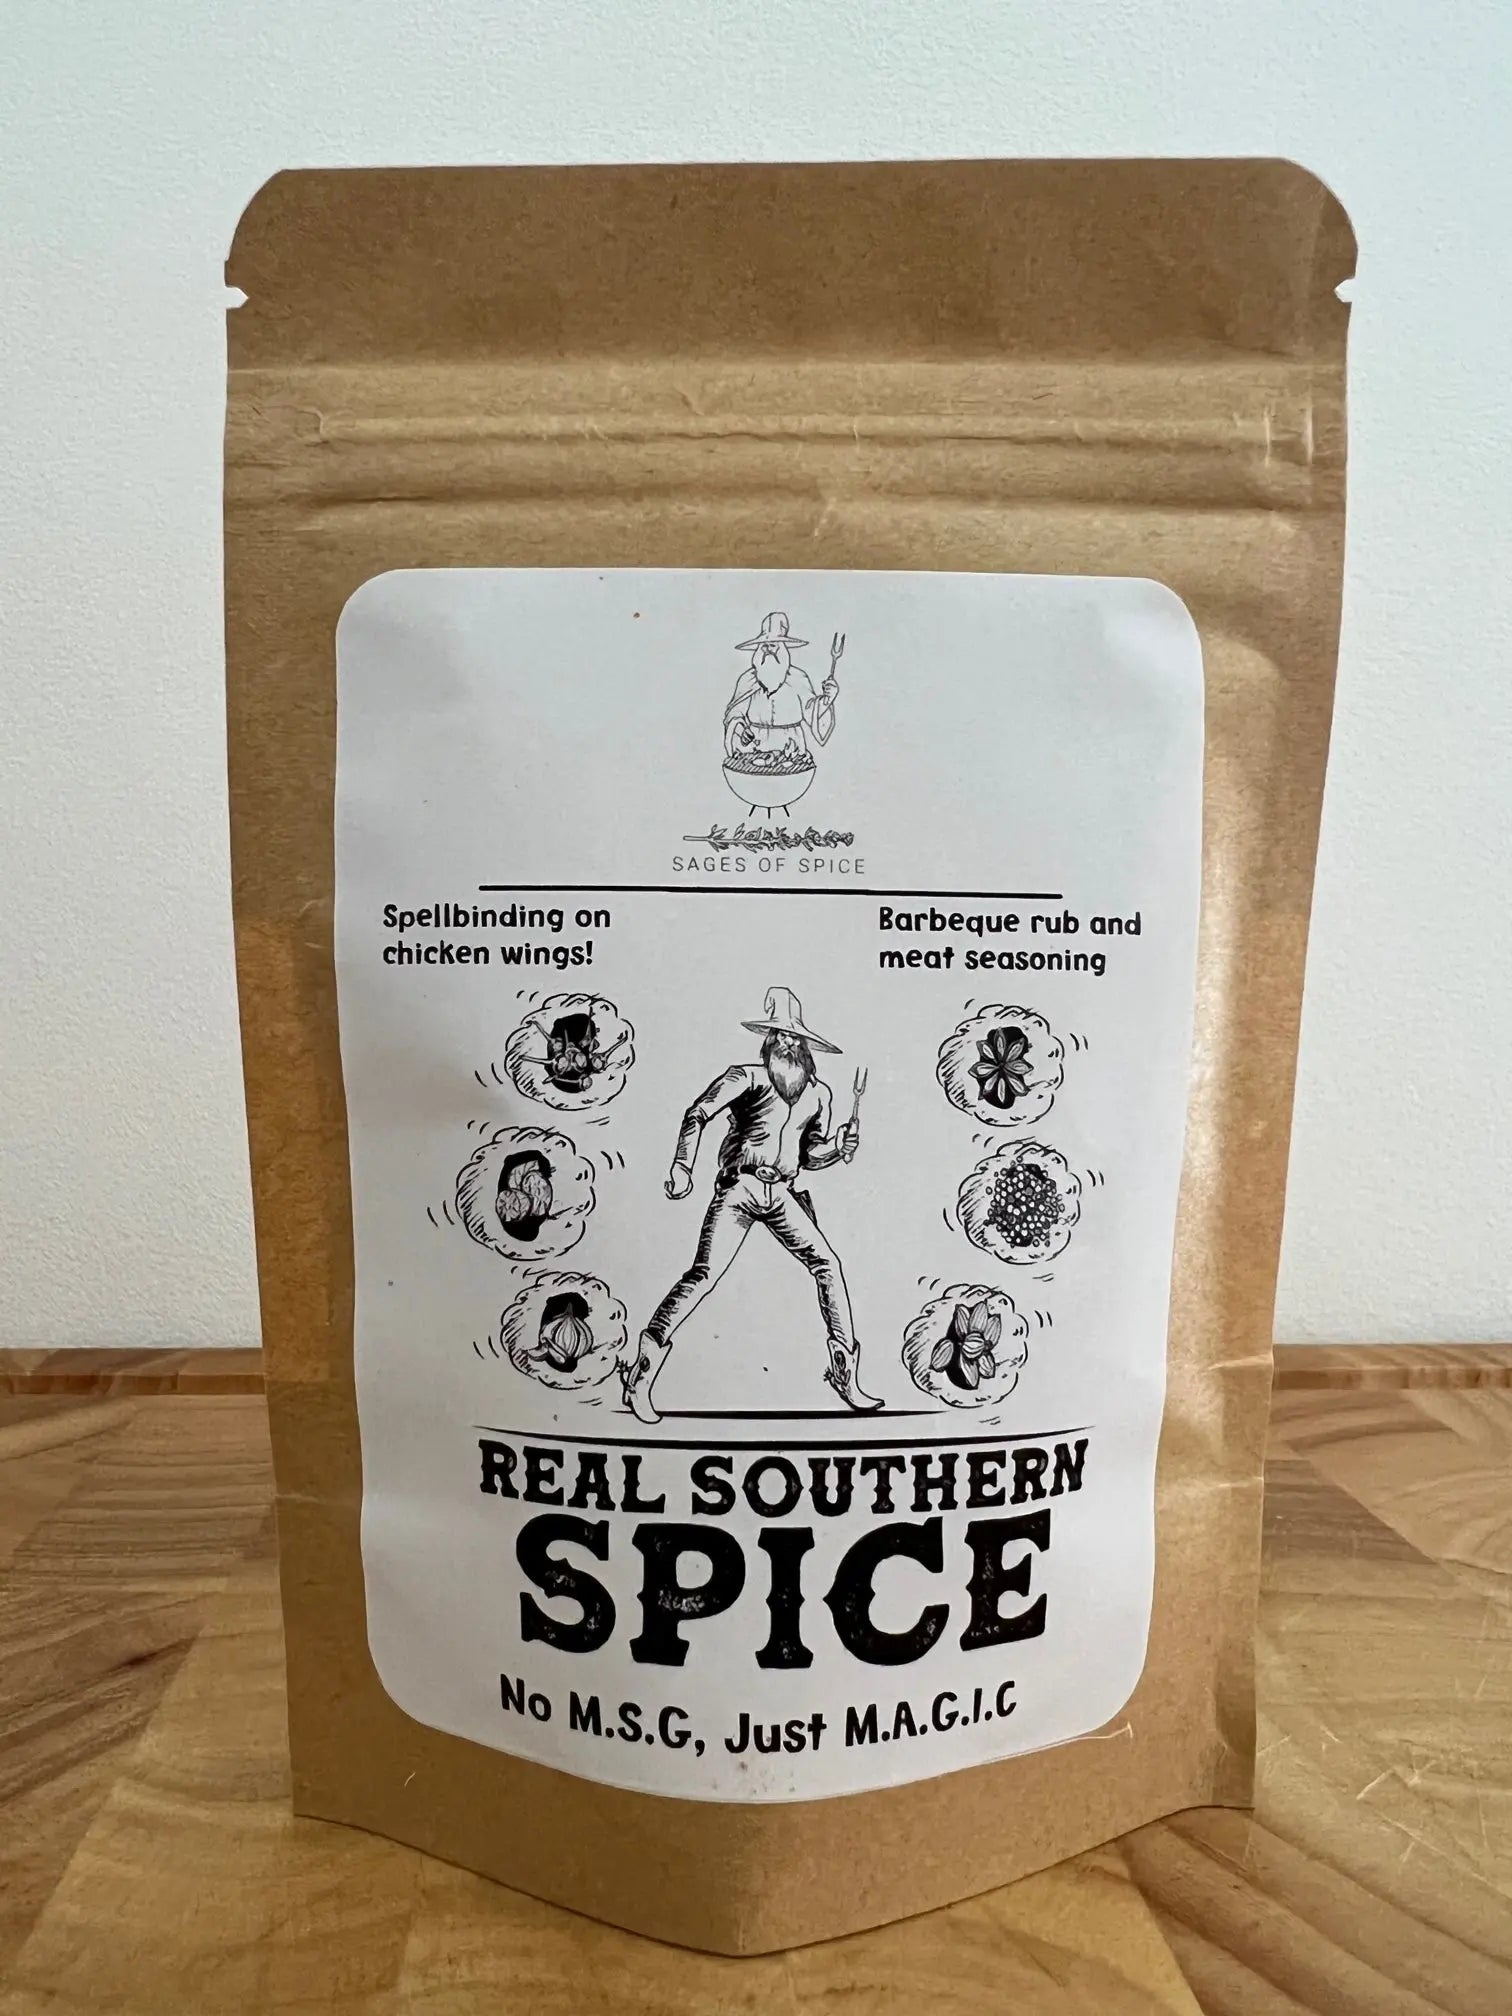 SAGES OF SPICE
Spellbinding on
chicken wings!
Barbeque rub and
meat seasoning
REAL SOUTHERN
SPICE
No M.S.G, Just M.A.G.I.C